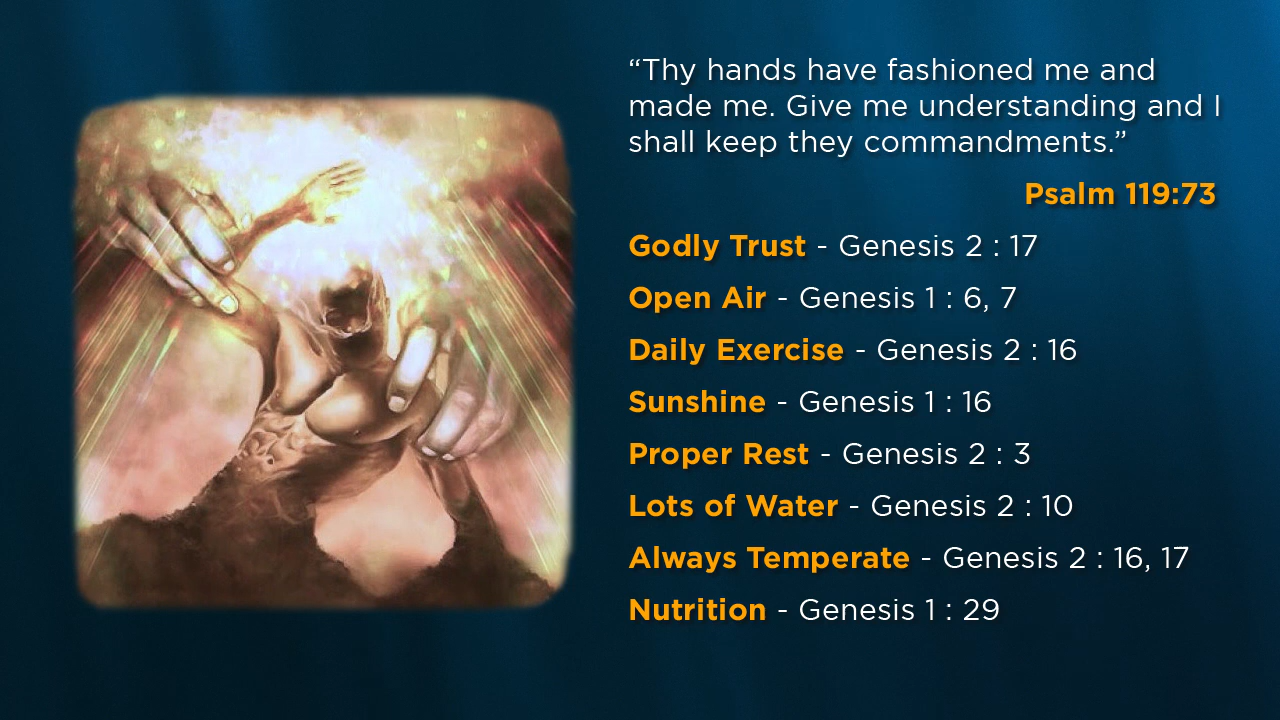 “Thy hands have fashioned me and
made me. Give me understanding and I
shall keep they commandments.”
Psalm 119:73
Godly Trust - Genesis 2 : 17
Open Air - Genesis 1 : 6, 7
Daily Exercise - Genesis 2 : 16
Sunshine - Genesis 1 : 16
Proper Rest - Genesis 2 : 3
Lots of Water - Genesis 2 : 10
Always Temperate - Genesis 2 : 16, 17
Nutrition - Genesis 1 : 29